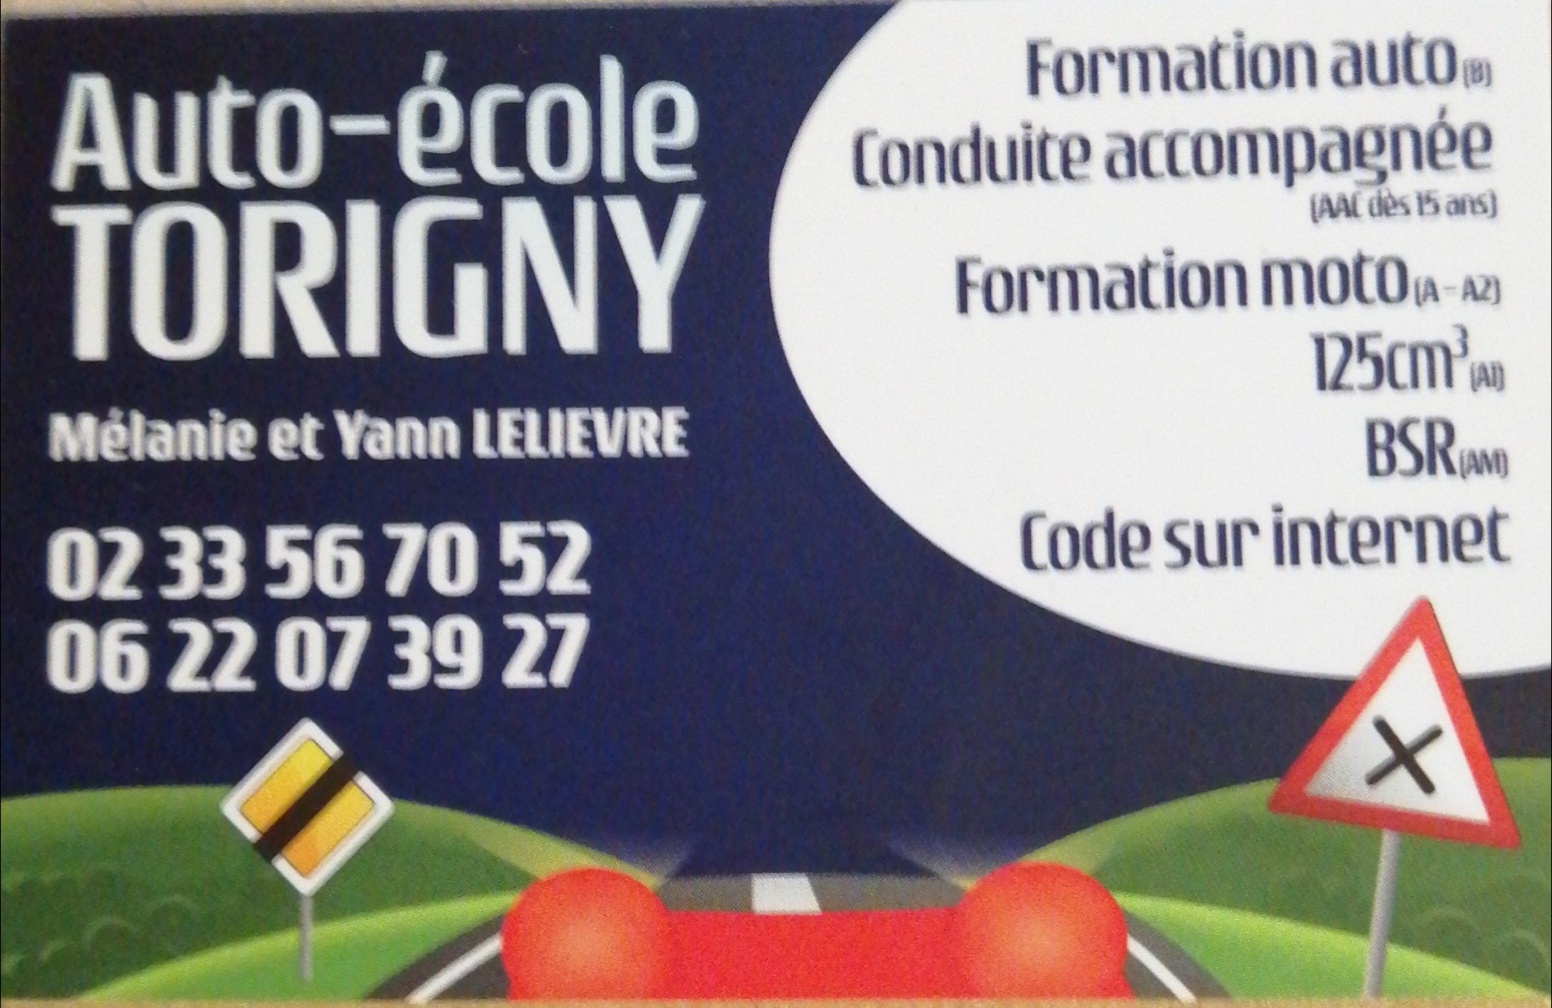 Auto-école
TORIGNY
Mélanie et Yann LELIEVRE
02 33 56 70 52
06 22 07 39 27
Formation auto (B)
Conduite accompagnée
(AAC dès 15 ans)
Formation moto (A - A2)
125cm³ (A1)
BSR (AM)
Code sur internet